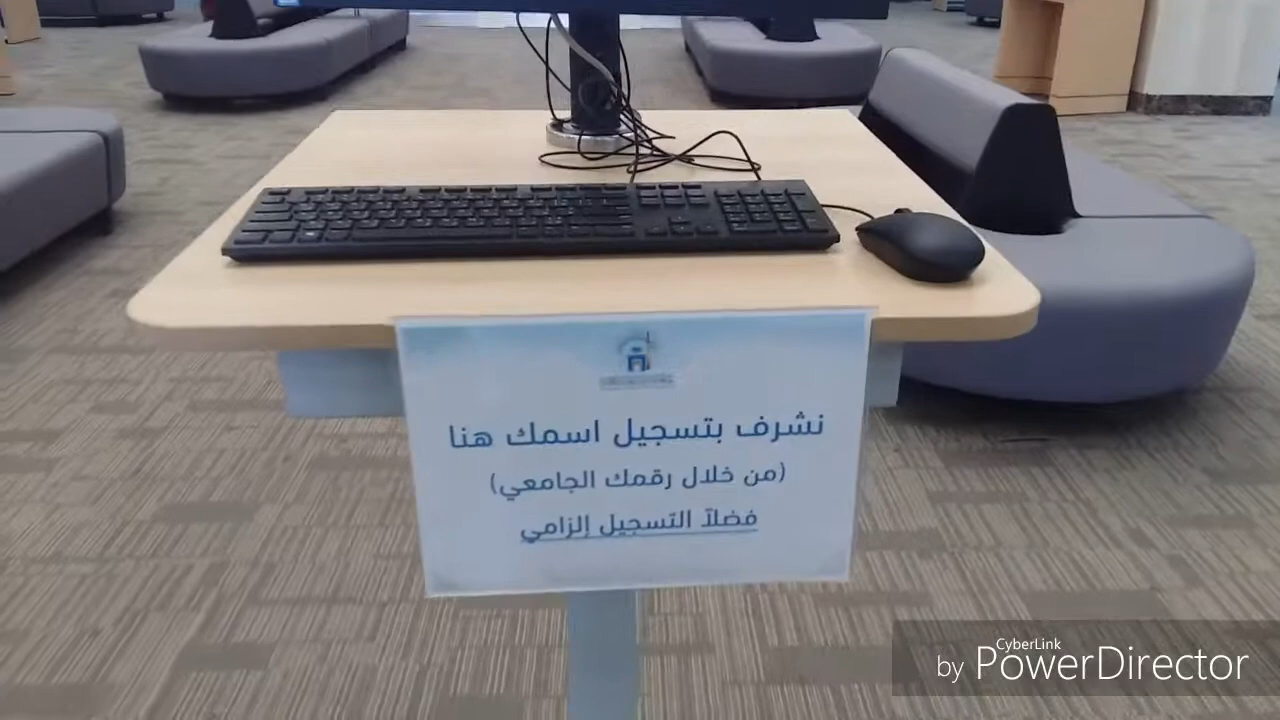 نشرف بتسجيل اسمك هنا
(من خلال رقمك الجامعي)
فضلاً التسجيل إلزامي
CyberLink
by PowerDirector